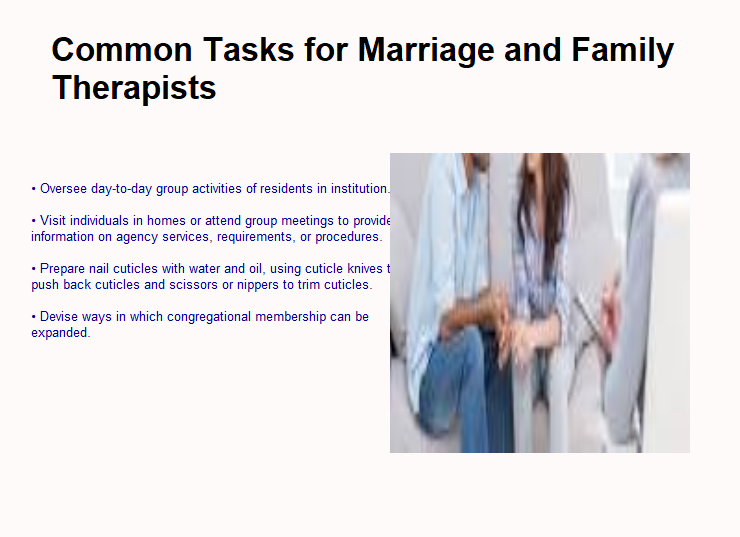 Common Tasks for Marriage and Family
Therapists
• Oversee day-to-day group activities of residents in institution.
• Visit individuals in homes or attend group meetings to provide
information on agency services, requirements, or procedures.
• Prepare nail cuticles with water and oil, using cuticle knives
push back cuticles and scissors or nippers to trim cuticles.
• Devise ways in which congregational membership can be
expanded.